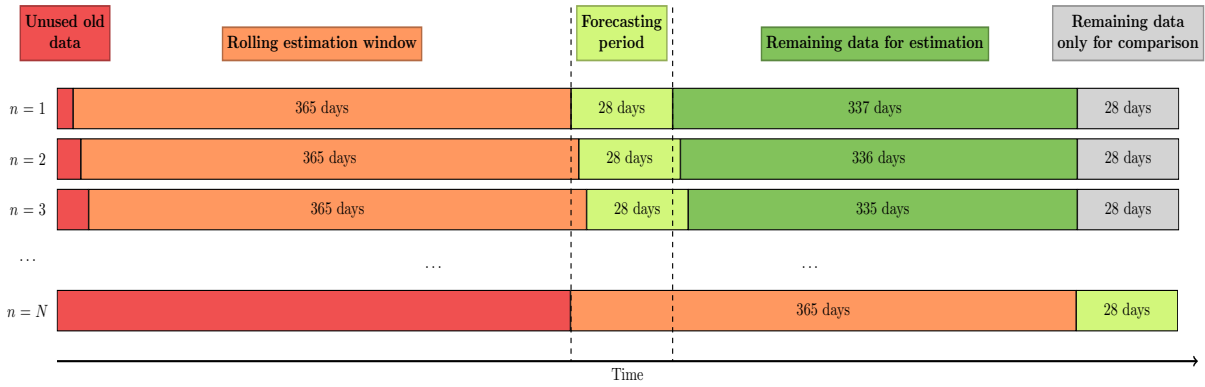 Unused old
data
Rolling estimation window
Forecasting
period
Remaining data for estimation
Remaining data
only for comparison
n = 1
365 days
28 days
337 days
28 days
n = 2
365 days
28 days
336 days
28 days
n = 3
365 days
28 days
335 days
28 days
...
...
...
n = N
365 days
28 days
Time